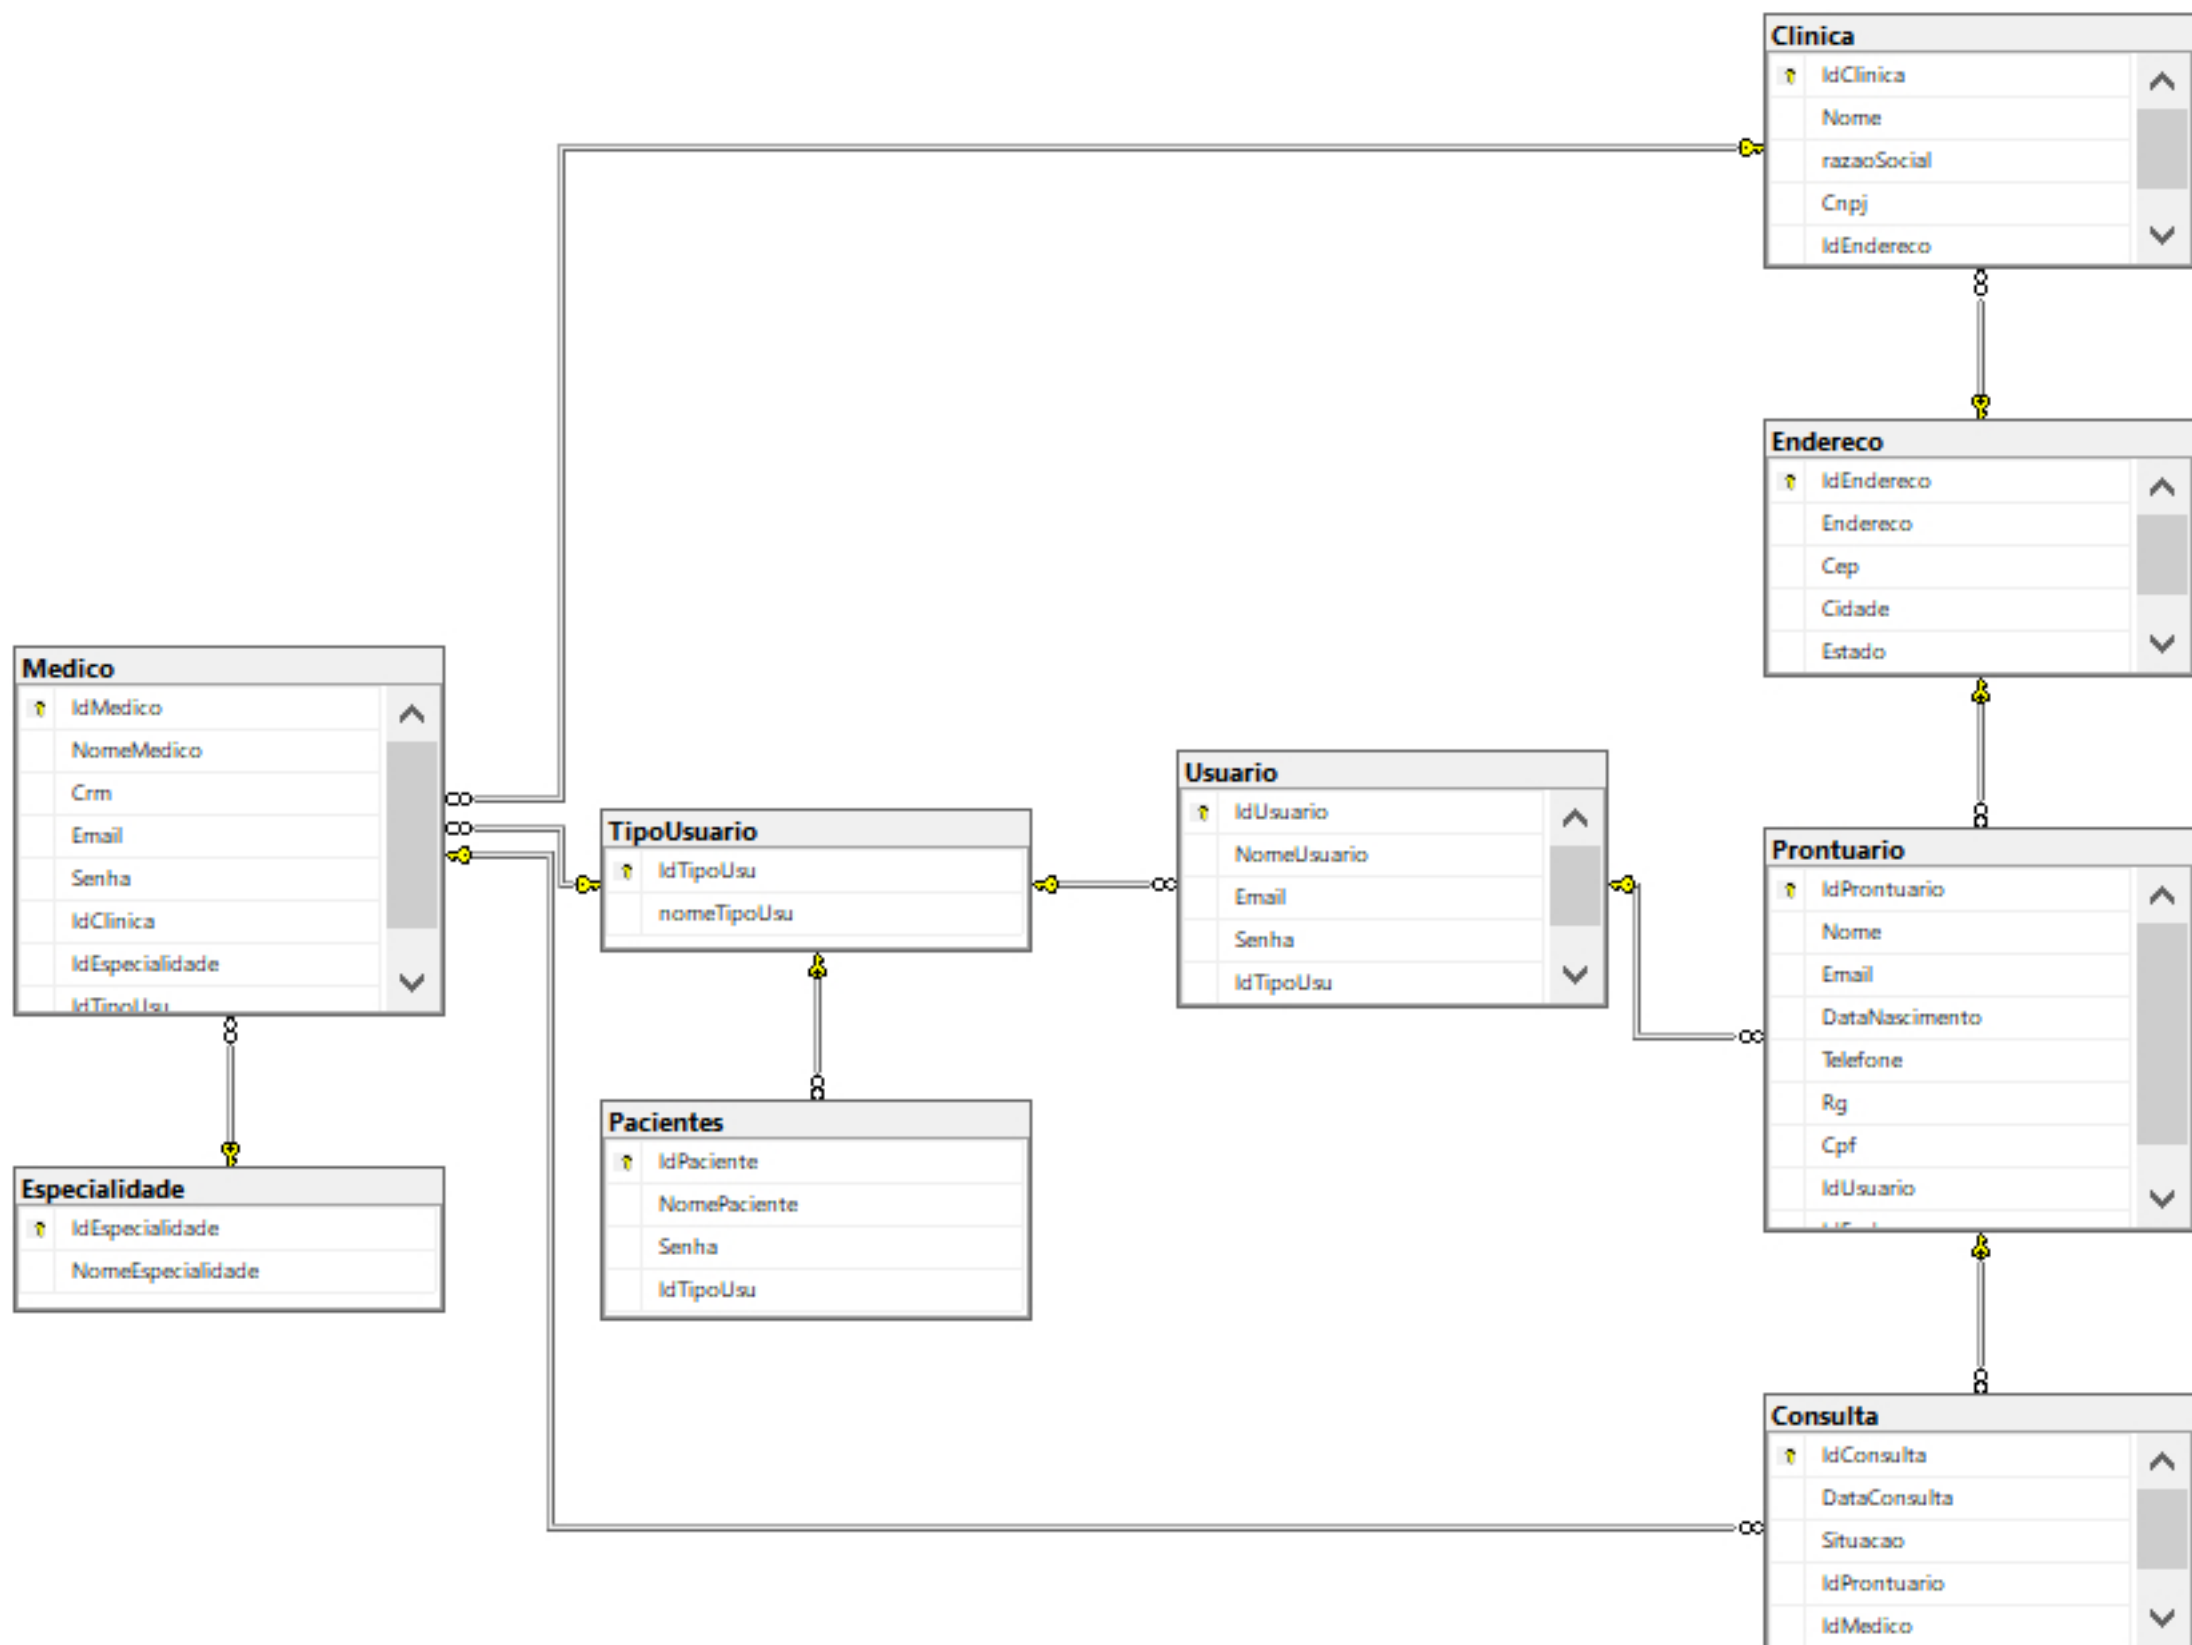 Clinica
IdClinica
Nome
razaoSocial
Cnpj
IdEndereco
Endereco
IdEndereco
Endereco
Cep
Cidade
Estado
Medico
IdMedico
NomeMedico
Crm
Email
Senha
IdClinica
IdEspecialidade
IdTipoUsu
TipoUsuario
IdTipoUsu
nomeTipoUsu
Usuario
IdUsuario
NomeUsuario
Email
Senha
IdTipoUsu
Prontuario
IdProntuario
Nome
Email
DataNascimento
Telefone
Rg
Cpf
IdUsuario
Especialidade
IdEspecialidade
NomeEspecialidade
Pacientes
IdPaciente
NomePaciente
Senha
IdTipoUsu
Consulta
IdConsulta
DataConsulta
Situacao
IdProntuario
IdMedico